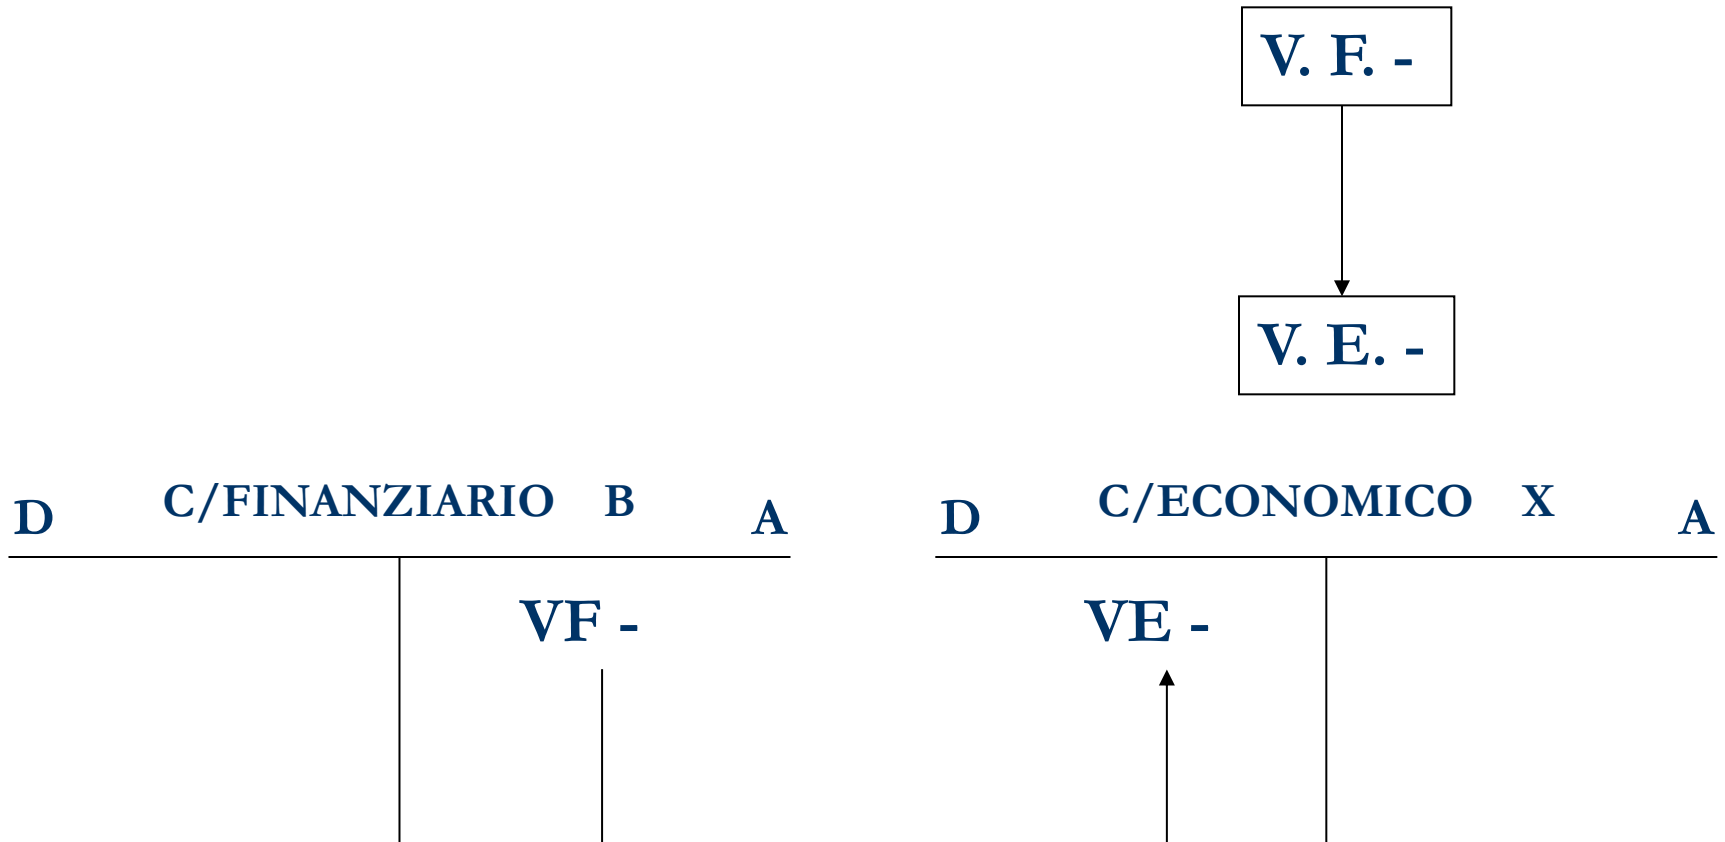 V. F. -
V. E. -
D C/FINANZIARIO B A
D C/ECONOMICO X A
VF -
VE -